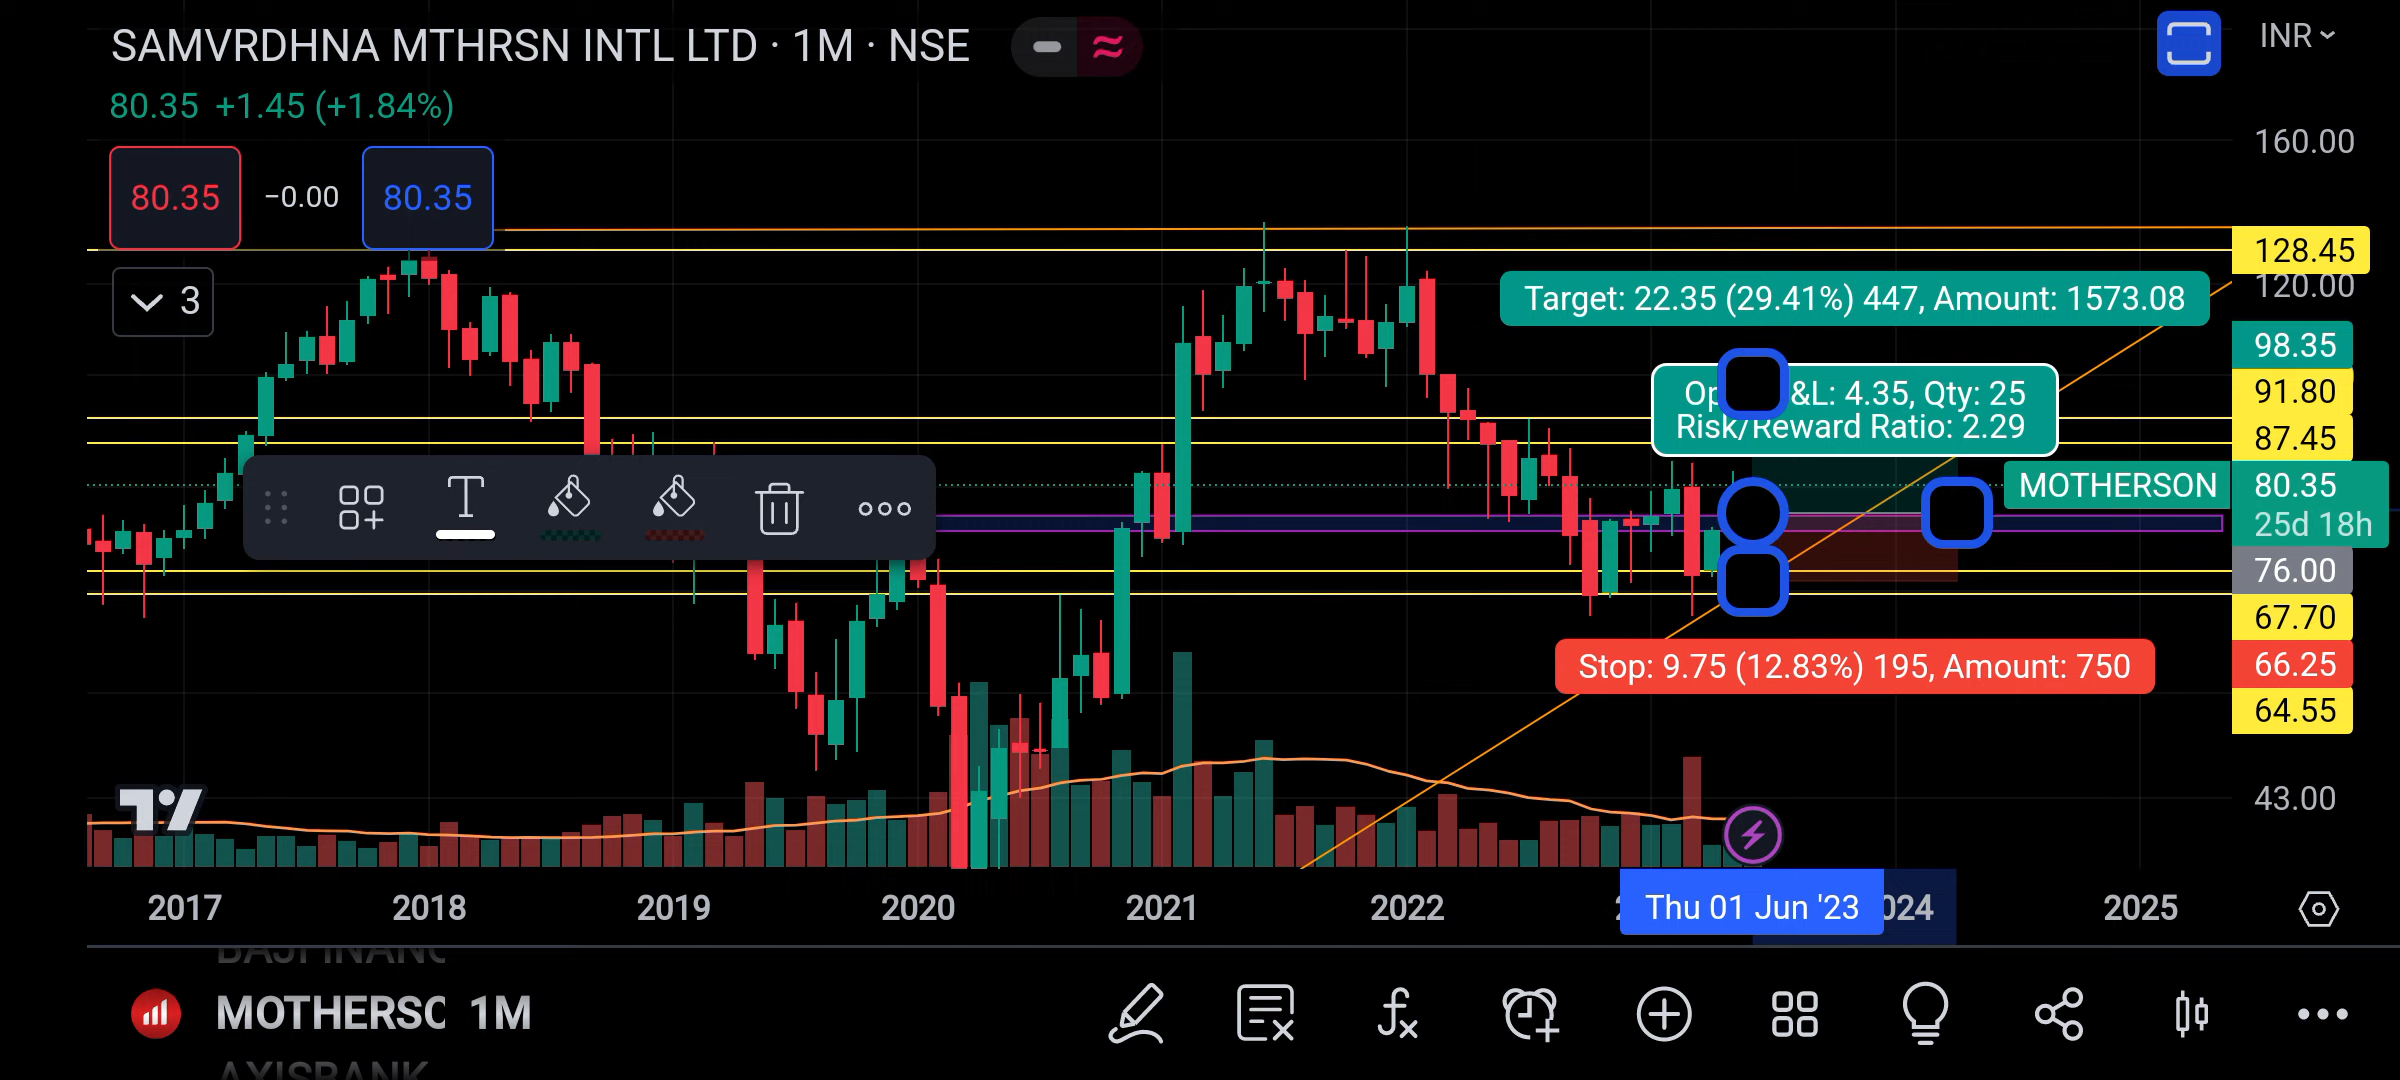 SAMVRDHNA MTHRSN INTL LTD · 1M · NSE
INR
80.35 +1.45 (+1.84%)
80.35 −0.00 80.35
3
160.00
128.45
120.00
Target: 22.35 (29.41%) 447, Amount: 1573.08
98.35
91.80
&L: 4.35, Qty: 25
Risk/Reward Ratio: 2.29
87.45
T
MOTHERSON 80.35
25d 18h
76.00
67.70
Stop: 9.75 (12.83%) 195, Amount: 750
66.25
64.55
43.00
2017 2018 2019 2020 2021 2022 Thu 01 Jun '23 024 2025
BAJFINANC
MOTHERSO 1M
AXISBANK